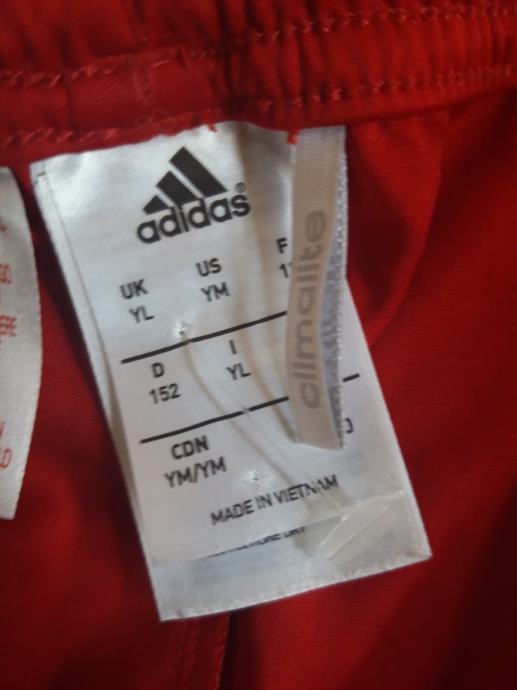 adidas®
UK US F
YL YM
D I
152 YL
CDN
YM/YM
MADE IN VIETNAM
climalite